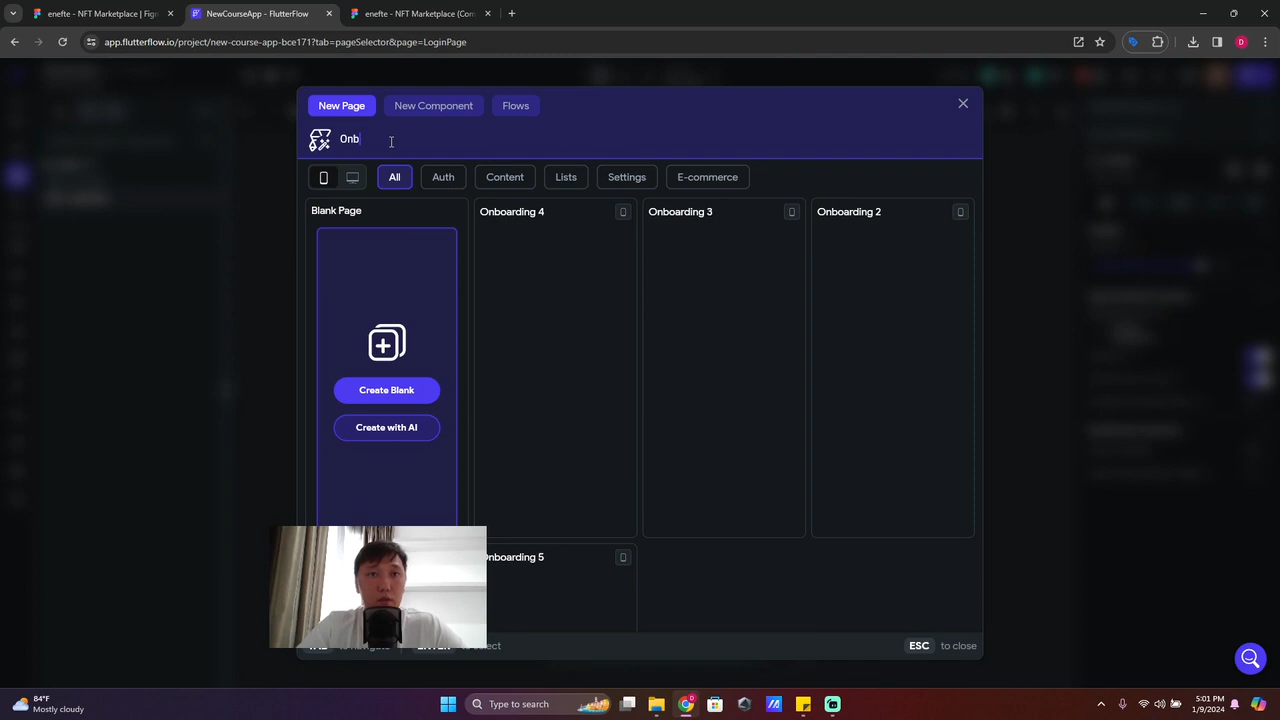 enefte - NFT Marketplace | Figm
NewCourseApp - FlutterFlow
enefte - NFT Marketplace (Com
app.flutterflow.io/project/new-course-app-bce171?tab=pageSelector&page=LoginPage
D
New Page
New Component
Flows
Onb
All
Auth
Content
Lists
Settings
E-commerce
Blank Page
Onboarding 4
Onboarding 3
Onboarding 2
Create Blank
Create with AI
Onboarding 5
ESC to close
84°F
Mostly cloudy
Type to search
5:01 PM
1/9/2024